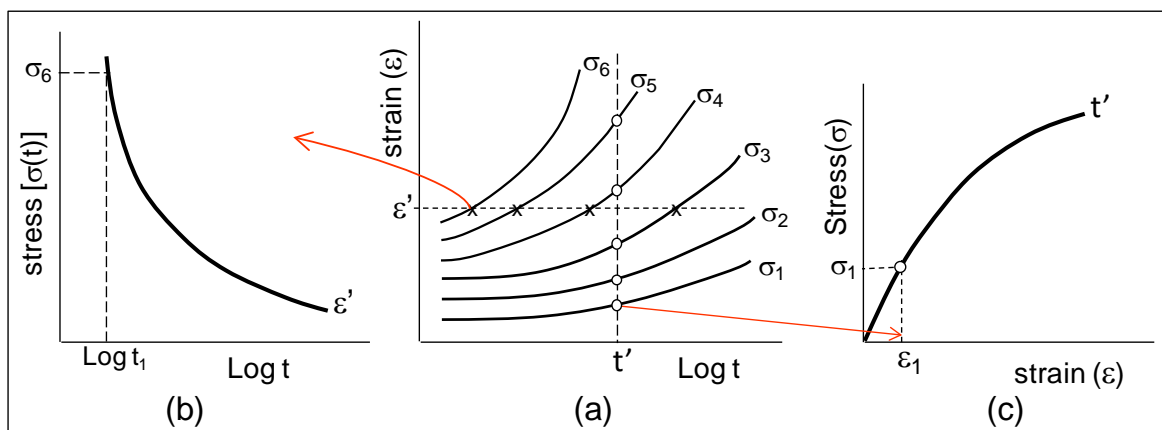 σ6
stress [σ(t)]
Log t1
Log t
ε’
(b)
strain (ε)
ε’
σ6
σ5
σ4
σ3
σ2
σ1
x x x x
t’
Log t
(a)
Stress(σ)
σ1
t’
ε1
strain (ε)
(c)